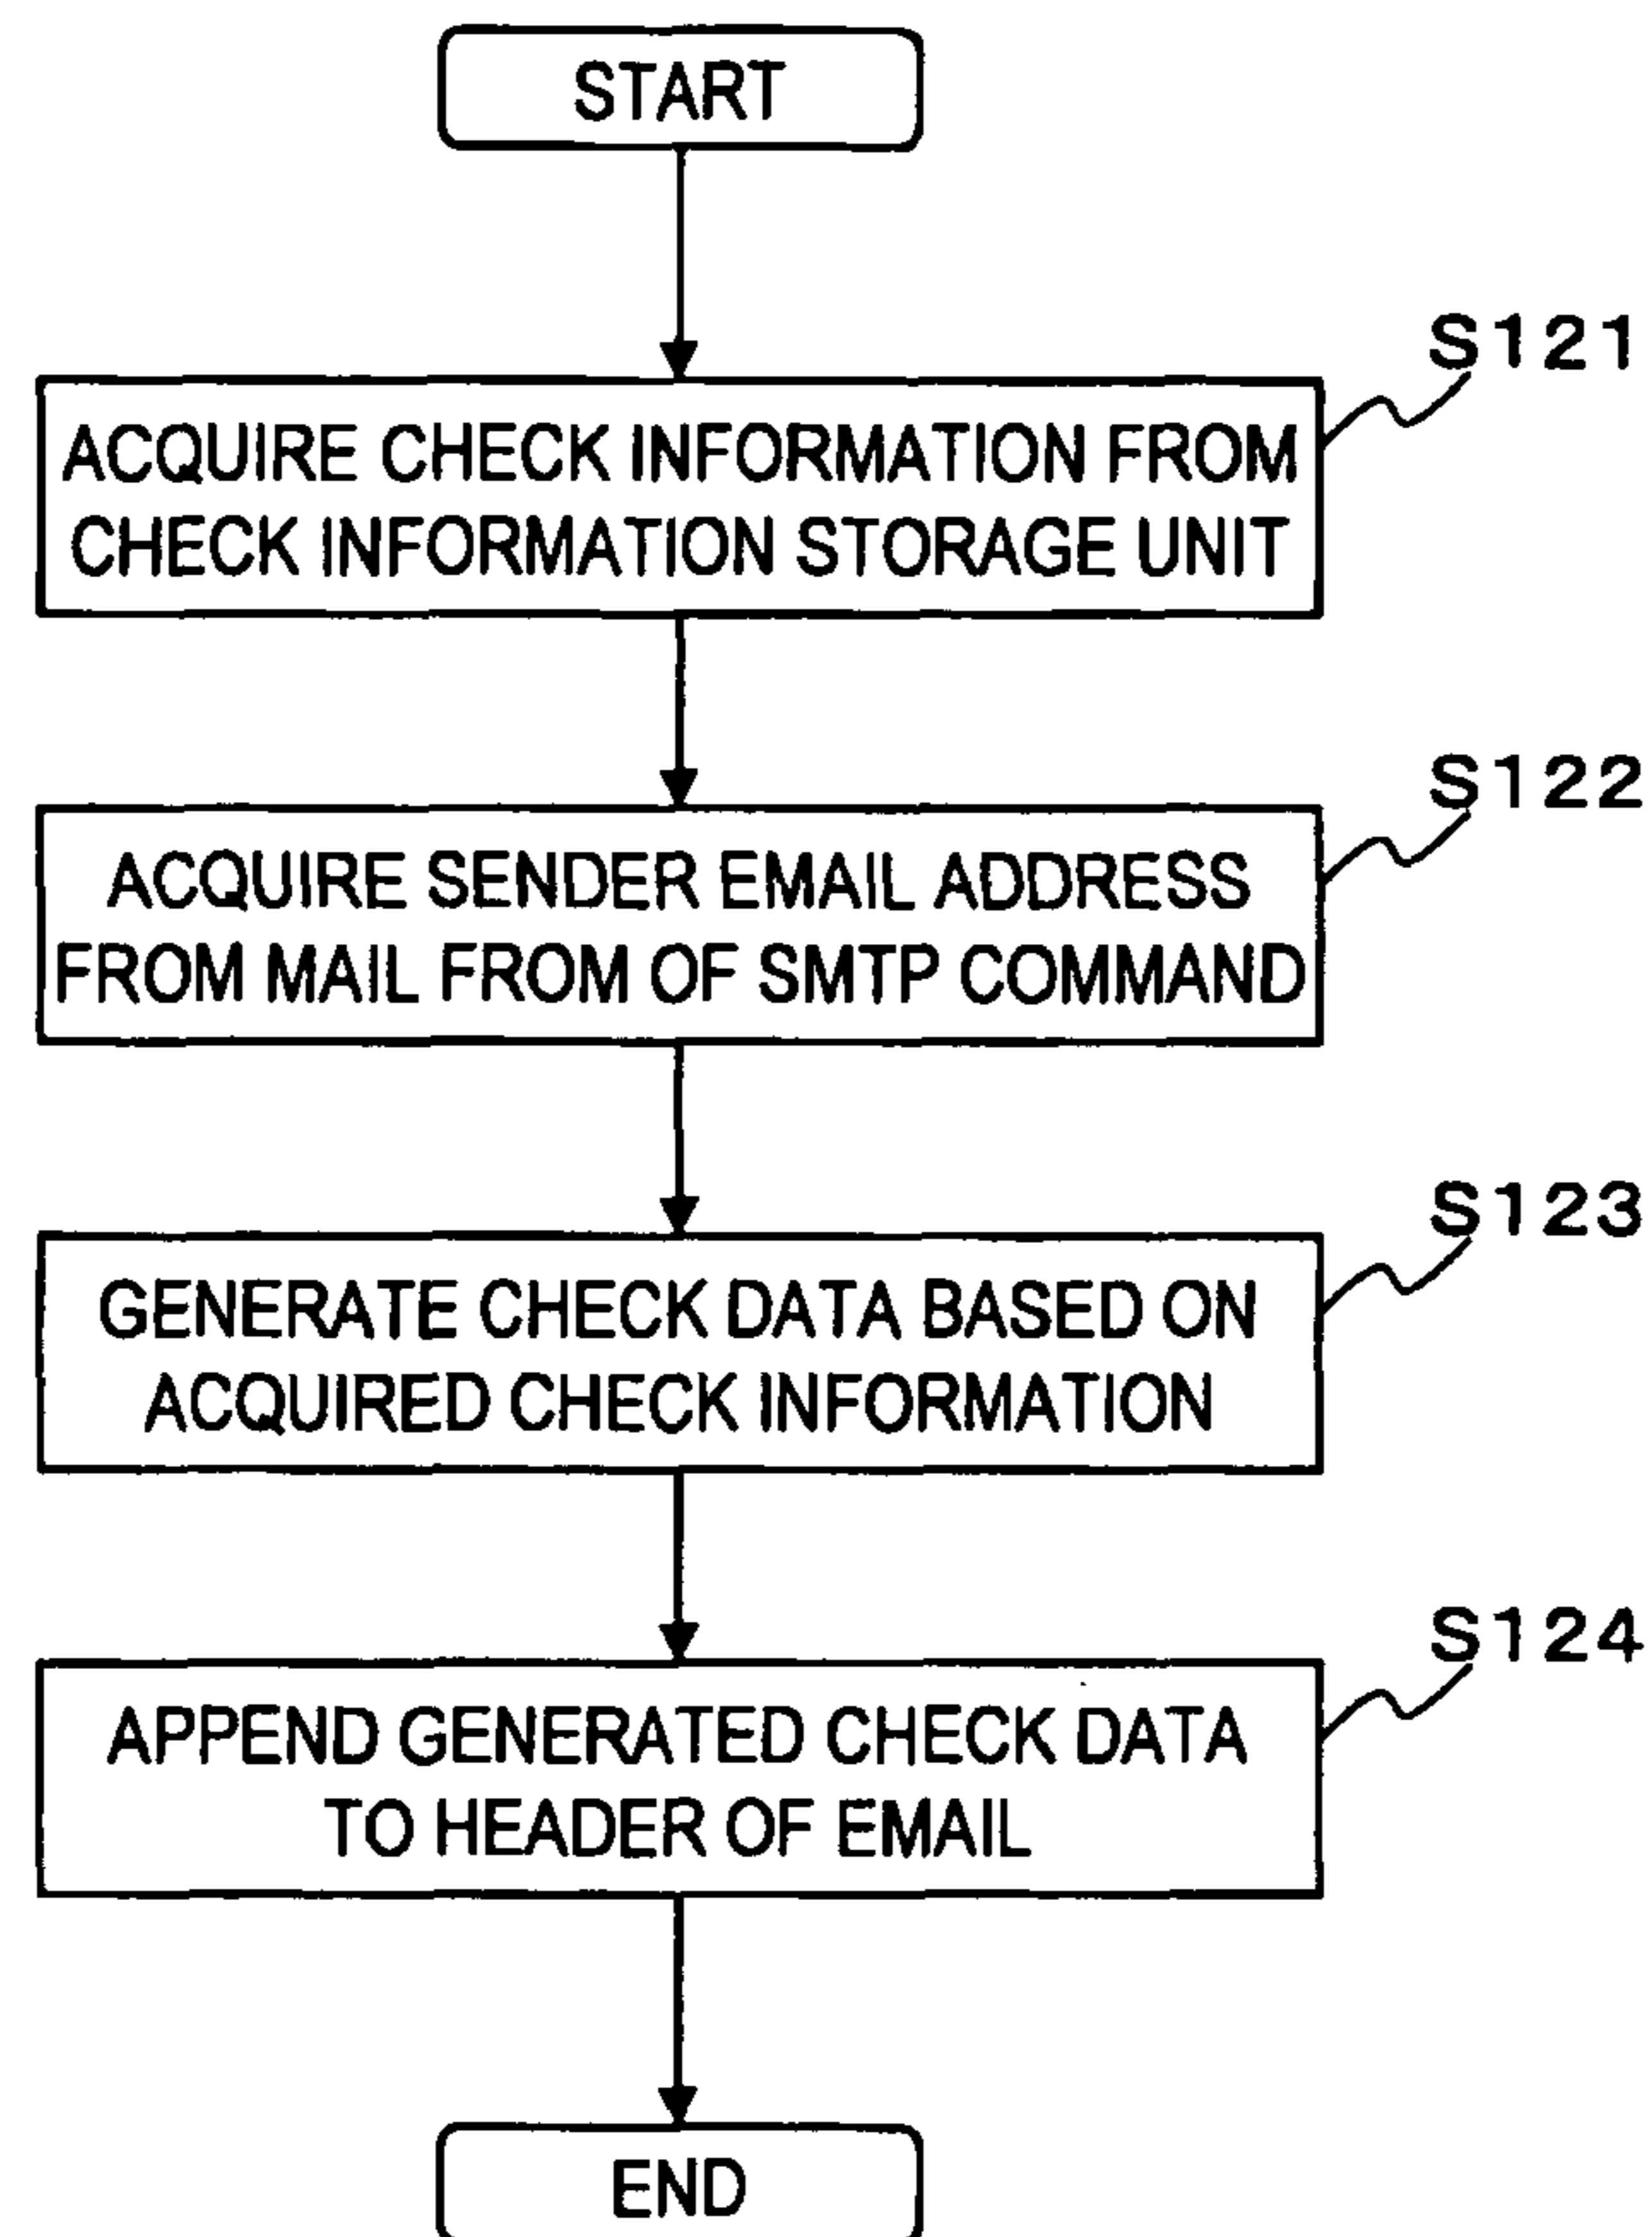 START
S121
ACQUIRE CHECK INFORMATION FROM
CHECK INFORMATION STORAGE UNIT
S122
ACQUIRE SENDER EMAIL ADDRESS
FROM MAIL FROM OF SMTP COMMAND
S123
GENERATE CHECK DATA BASED ON
ACQUIRED CHECK INFORMATION
S124
APPEND GENERATED CHECK DATA
TO HEADER OF EMAIL
END